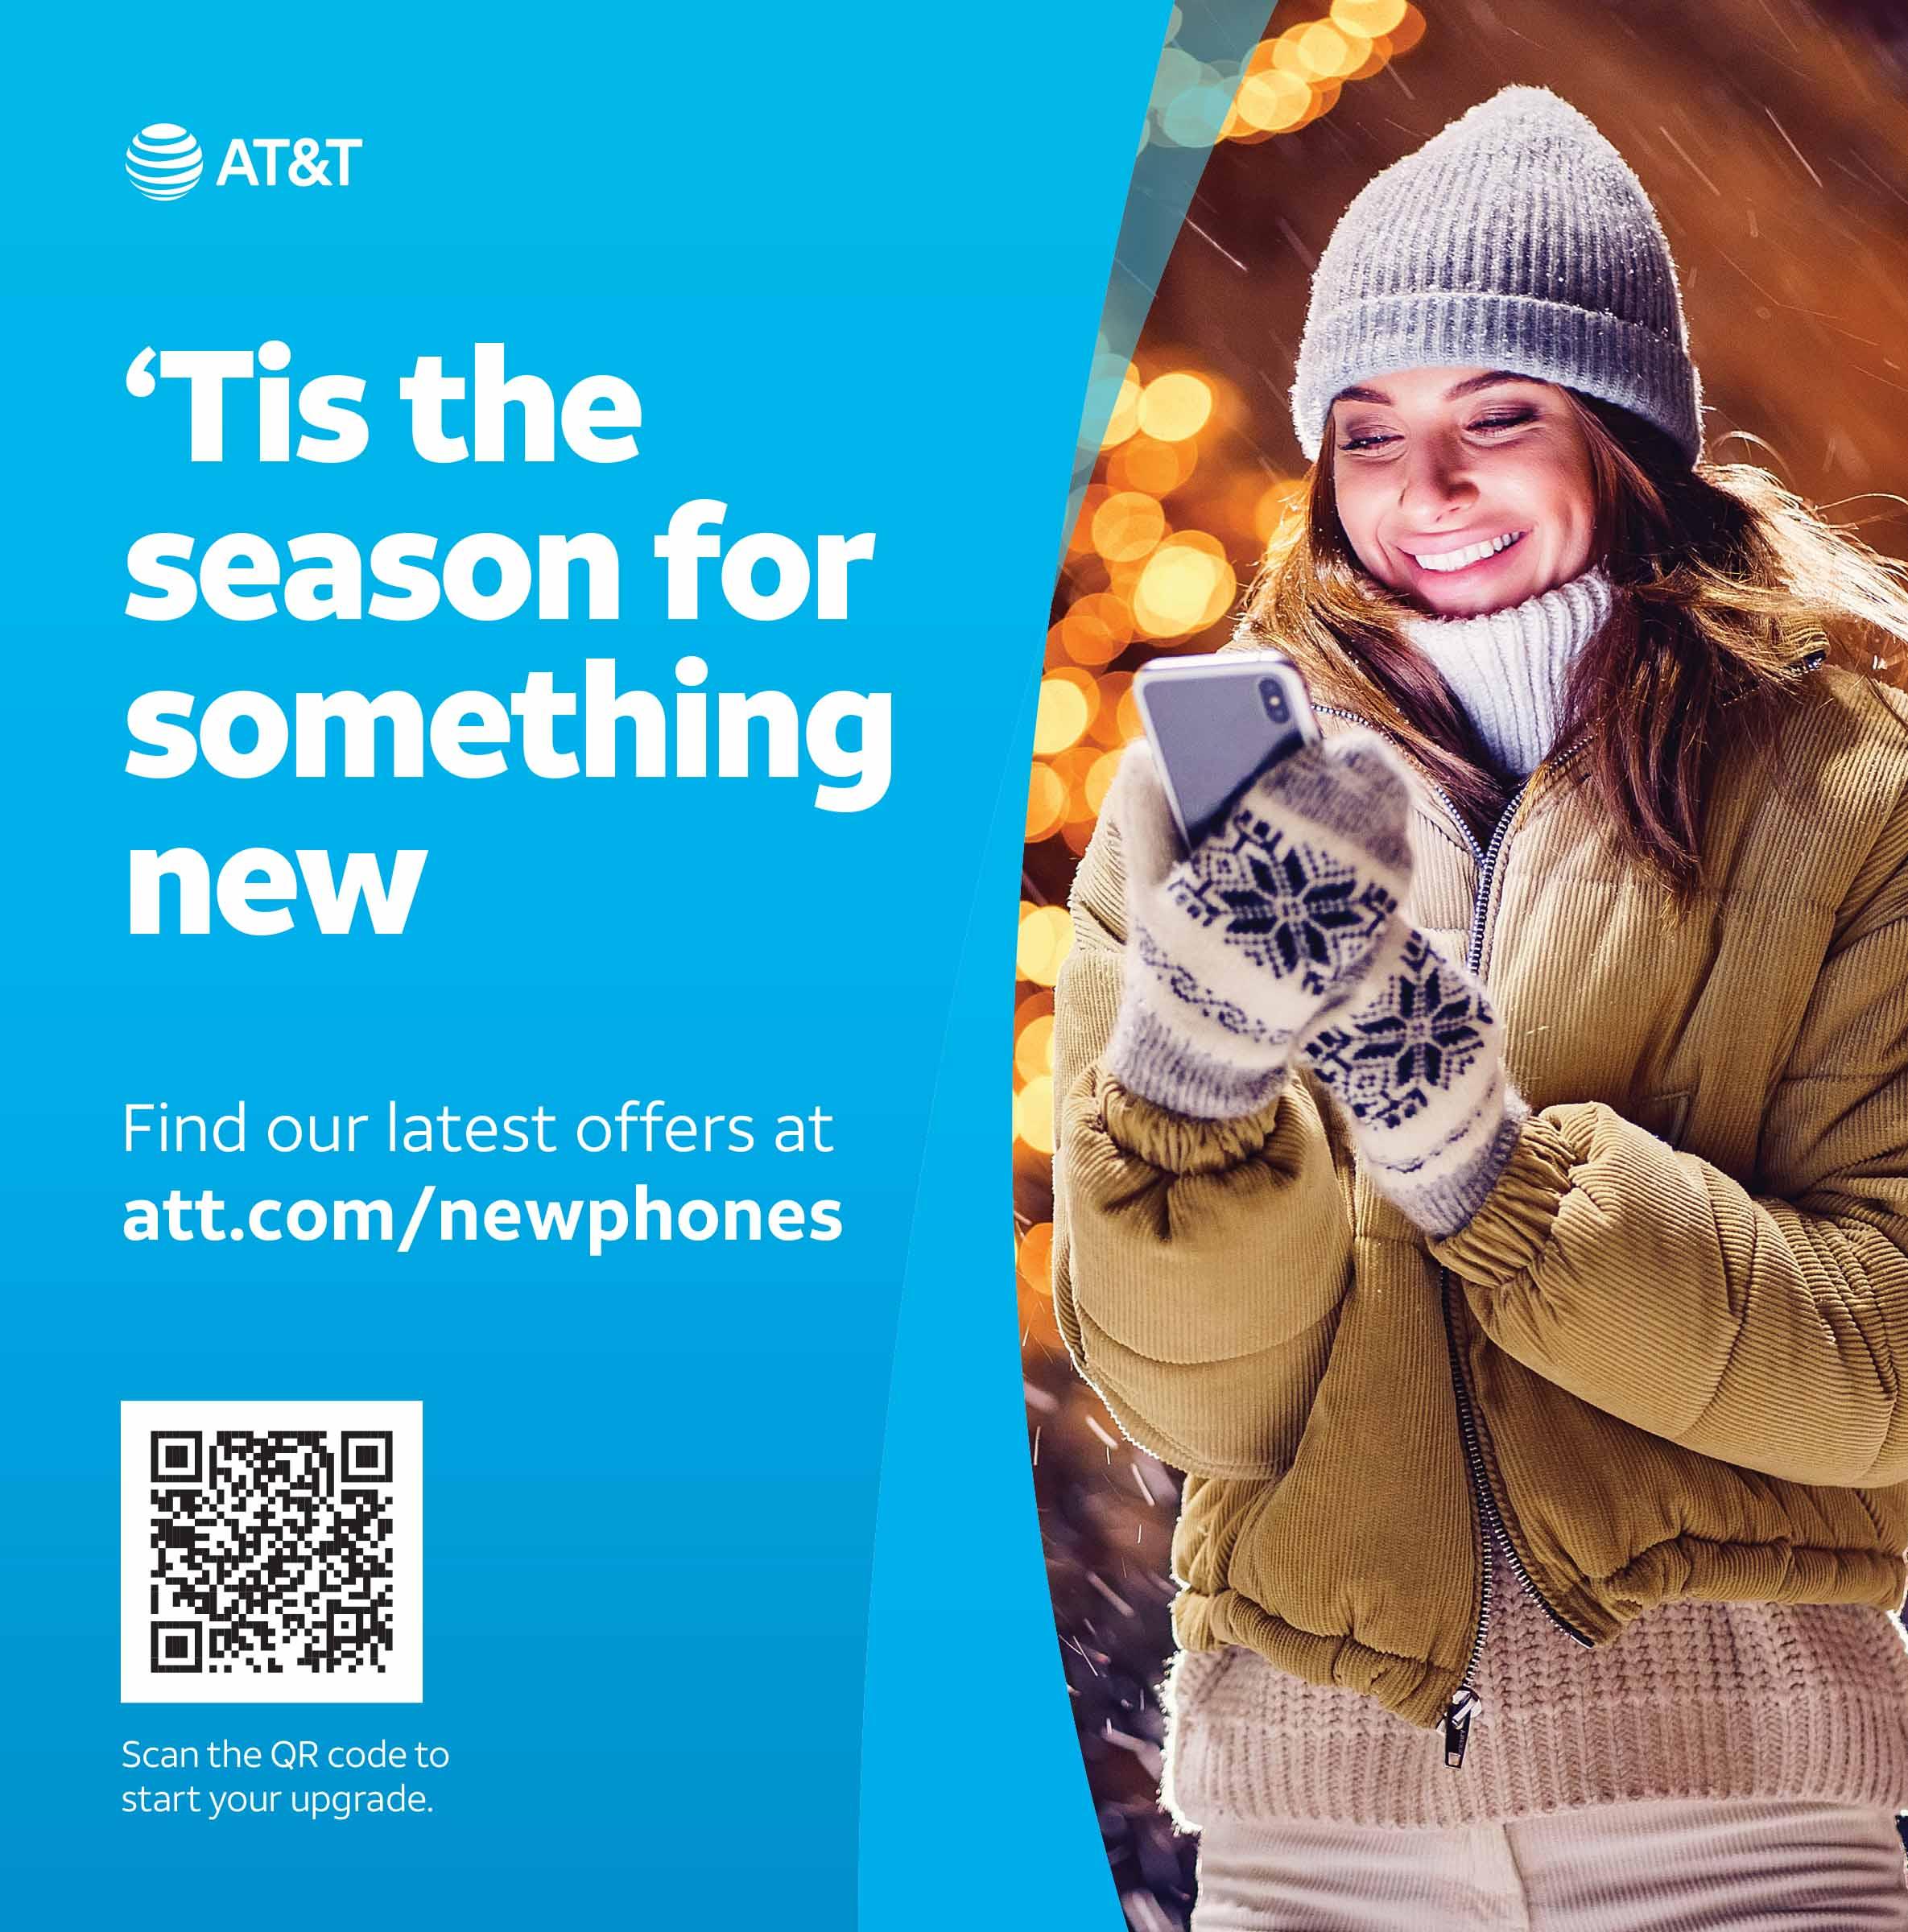 AT&T
‘Tis the
season for
something
new
Find our latest offers at
att.com/newphones
Scan the QR code to
start your upgrade.